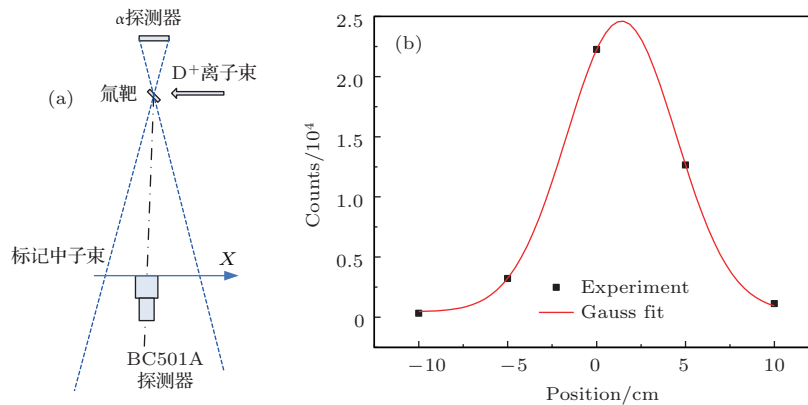 (a)
α探测器
D⁺离子束
氚靶
标记中子束
X
BC501A
探测器
(b)
Counts/10⁴
2.5
2.0
1.5
1.0
0.5
0
Experiment
Gauss fit
−10
−5
0
5
10
Position/cm